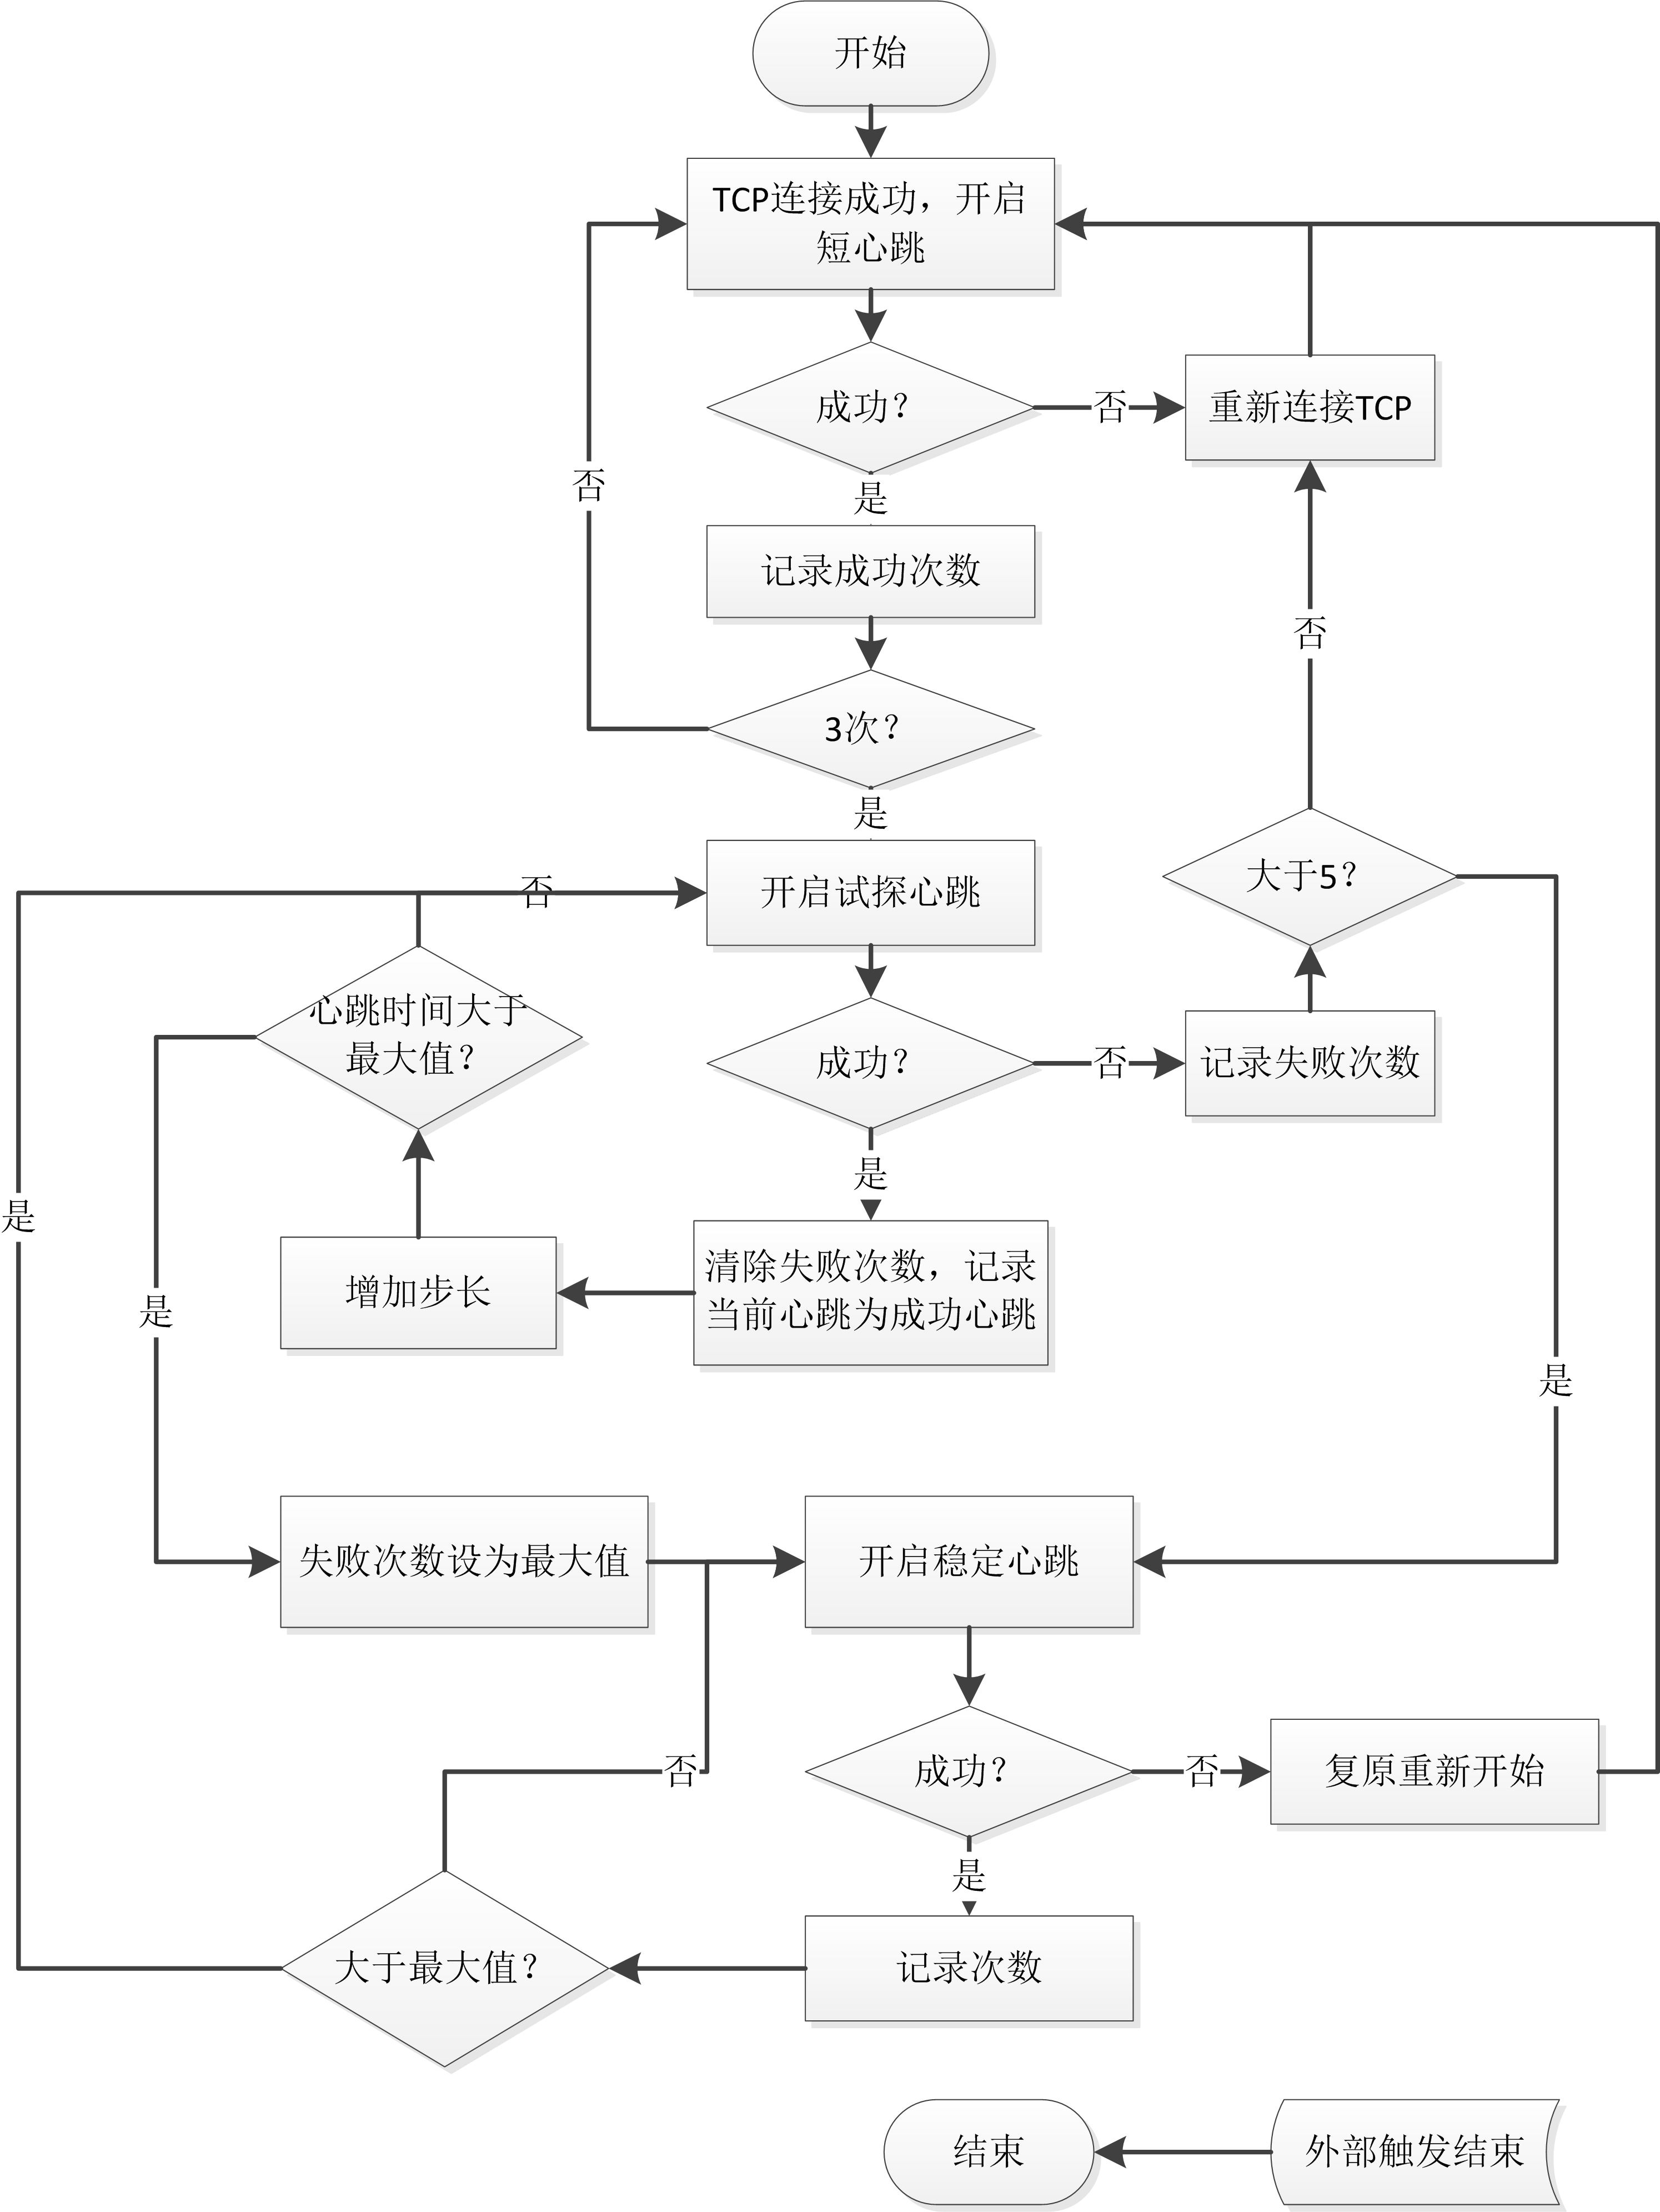 开始
TCP连接成功，开启
短心跳
成功？
否
重新连接TCP
否
是
记录成功次数
否
3次？
是
大于5？
否
开启试探心跳
心跳时间大于
最大值？
成功？
否
记录失败次数
是
是
清除失败次数，记录
当前心跳为成功心跳
增加步长
是
是
失败次数设为最大值
开启稳定心跳
否
成功？
否
复原重新开始
是
大于最大值？
记录次数
结束
外部触发结束